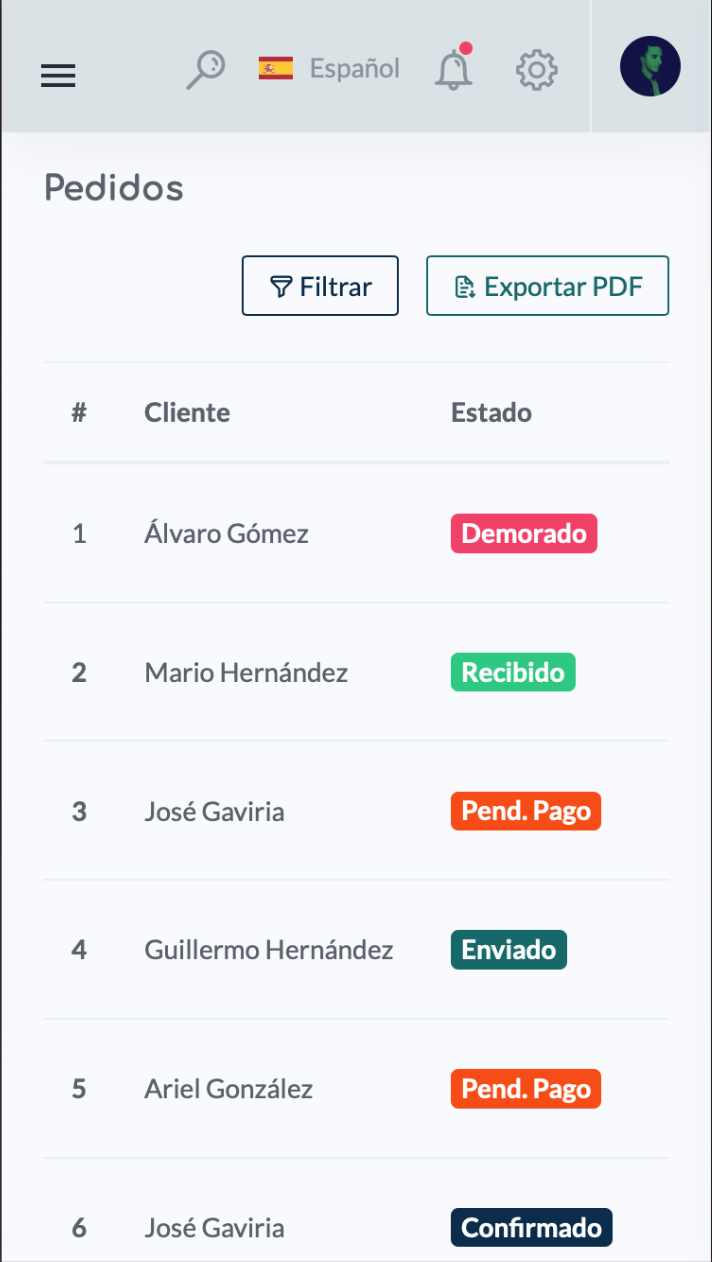 Español
Pedidos
Filtrar Exportar PDF
# Cliente Estado
1 Álvaro Gómez Demorado
2 Mario Hernández Recibido
3 José Gaviria Pend. Pago
4 Guillermo Hernández Enviado
5 Ariel González Pend. Pago
6 José Gaviria Confirmado